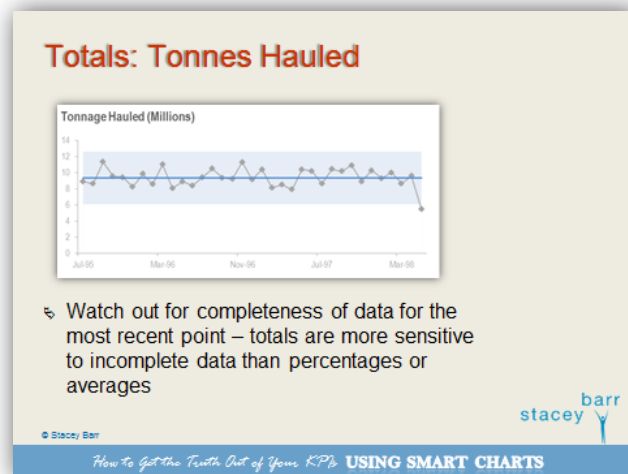 Totals: Tonnes Hauled
Tonnage Hauled (Millions)
14
12
10
8
6
4
2
0
Jul-95 Mar-96 Nov-96 Jul-97 Mar-98
Watch out for completeness of data for the
most recent point – totals are more sensitive
to incomplete data than percentages or
averages
stacey barr
© Stacey Barr
How to Get the Truth Out of Your KPIs USING SMART CHARTS